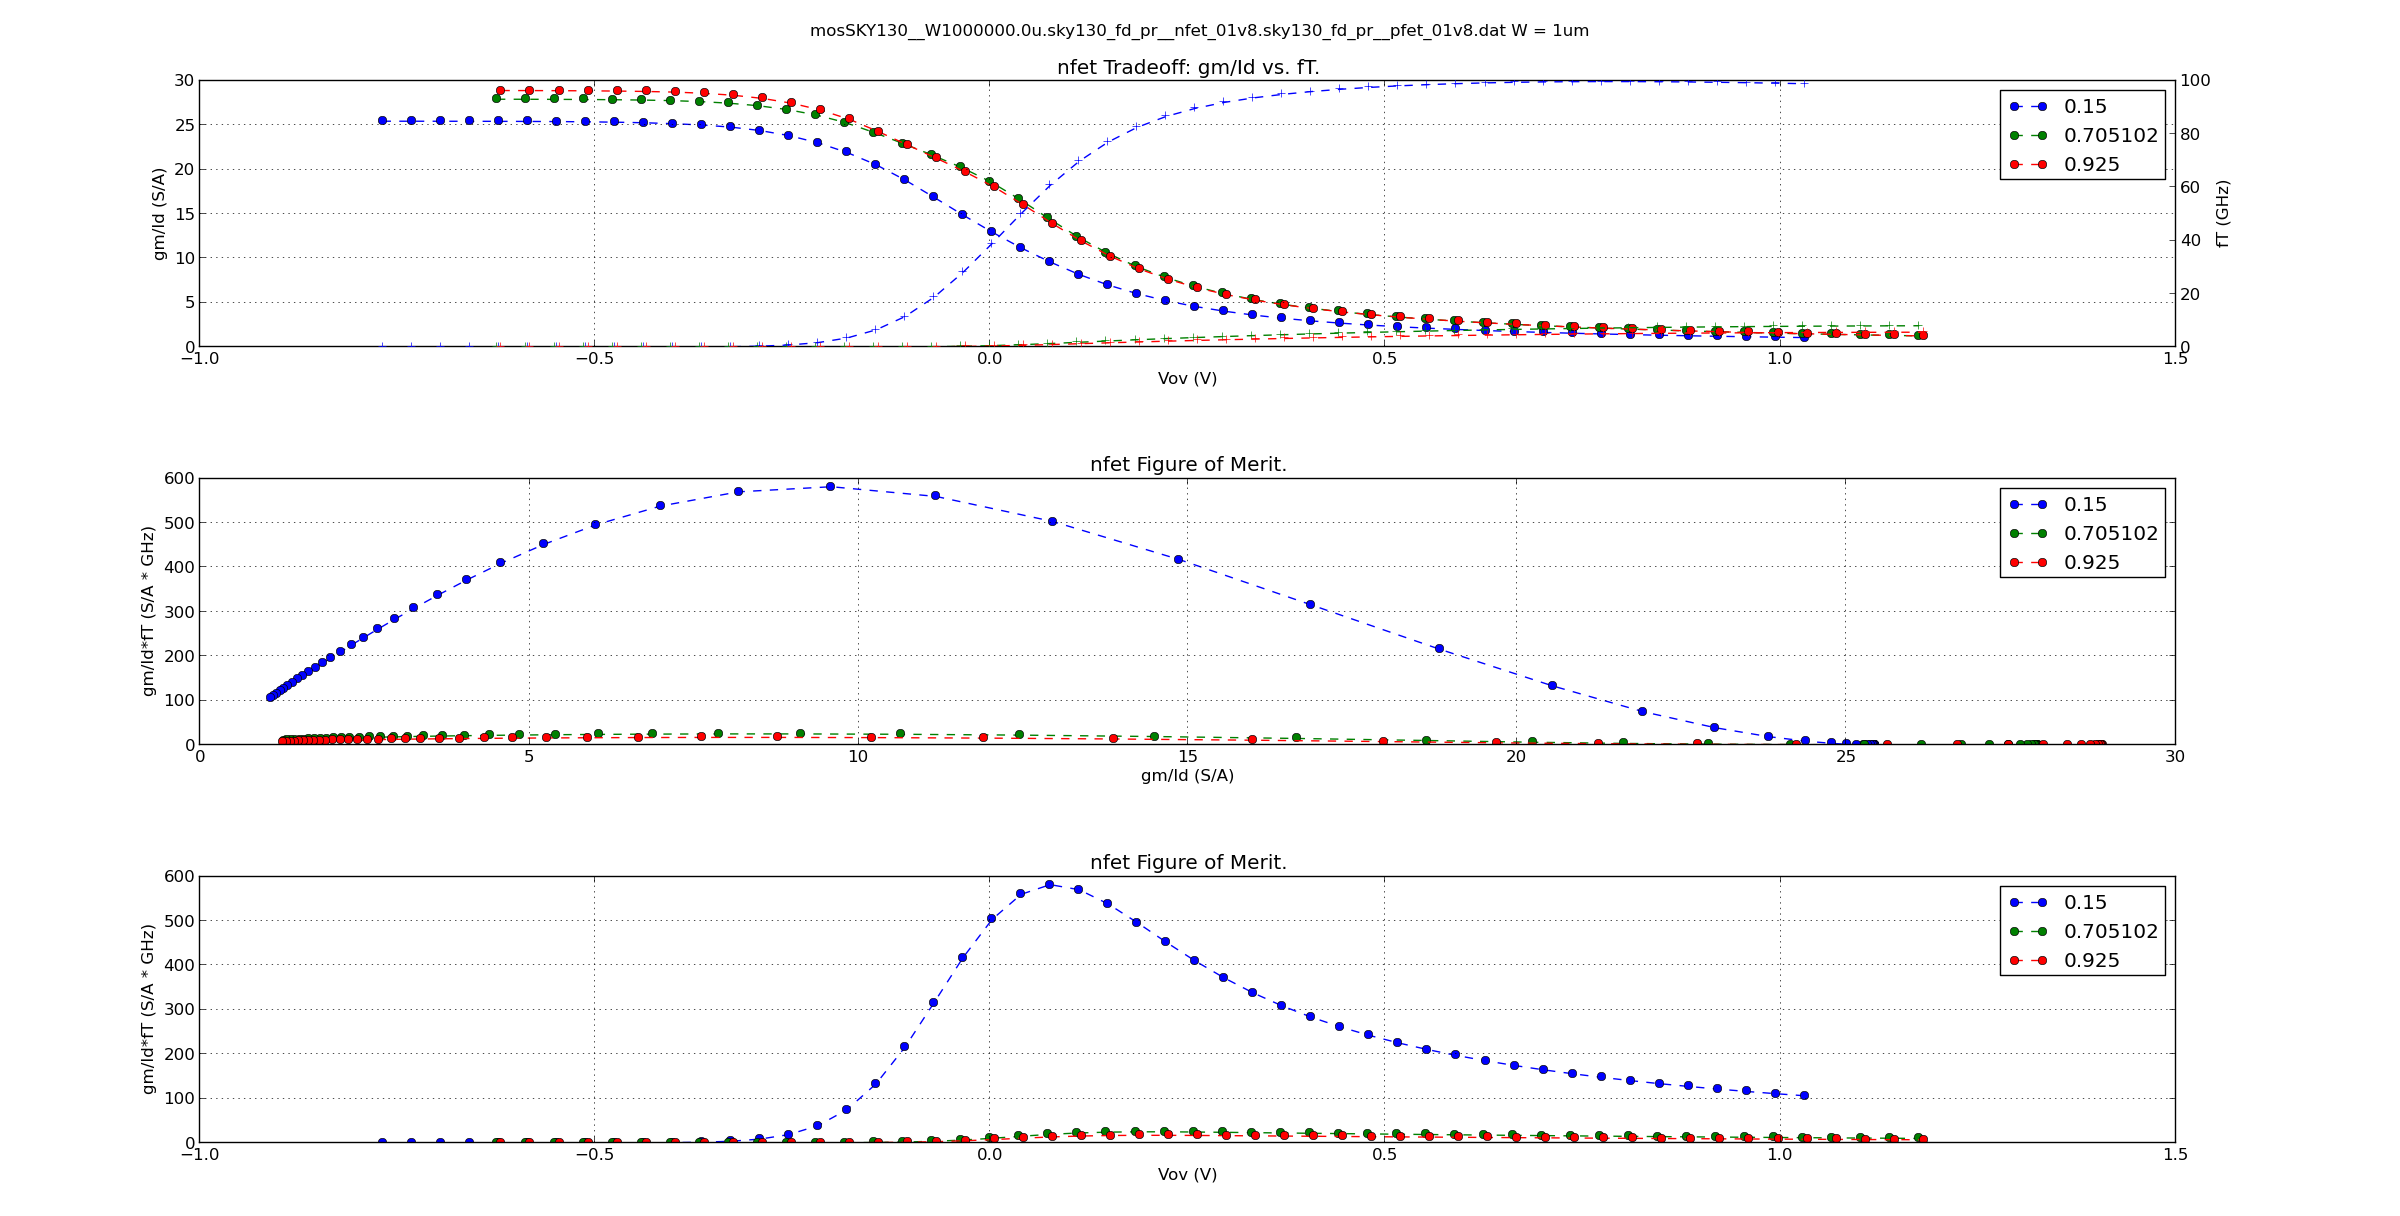 mosSKY130__W1000000.0u.sky130_fd_pr__nfet_01v8.sky130_fd_pr__pfet_01v8.dat W = 1um
nfet Tradeoff: gm/Id vs. fT.
30
25
20
15
10
5
0
gm/Id (S/A)
100
80
60
40
20
0
fT (GHz)
0.15
0.705102
0.925
−1.0 −0.5 0.0 0.5 1.0 1.5
Vov (V)
nfet Figure of Merit.
600
500
400
300
200
100
0
gm/Id*fT (S/A * GHz)
0.15
0.705102
0.925
0 5 10 15 20 25 30
gm/Id (S/A)
nfet Figure of Merit.
600
500
400
300
200
100
0
gm/Id*fT (S/A * GHz)
0.15
0.705102
0.925
−1.0 −0.5 0.0 0.5 1.0 1.5
Vov (V)